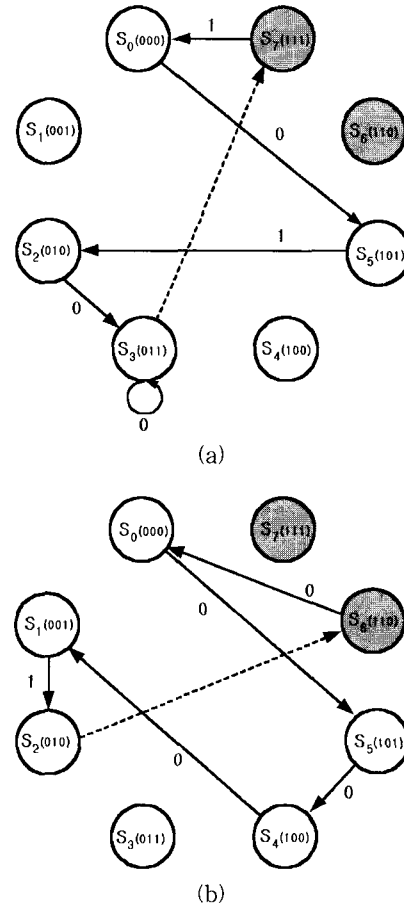 1
S0(000)
S7(111)
0
S1(001)
S6(110)
1
S2(010)
S5(101)
0
S3(011)
S4(100)
0
(a)
S0(000)
S7(111)
0
0
S1(001)
S6(110)
1
S2(010)
0
S5(101)
0
S3(011)
S4(100)
(b)